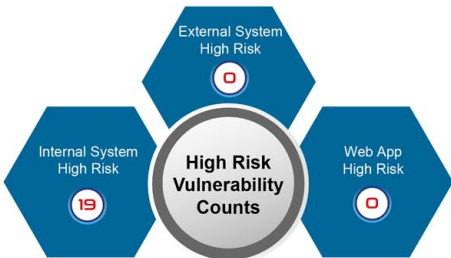 External System
High Risk
0
Internal System
High Risk
19
High Risk
Vulnerability
Counts
Web App
High Risk
0